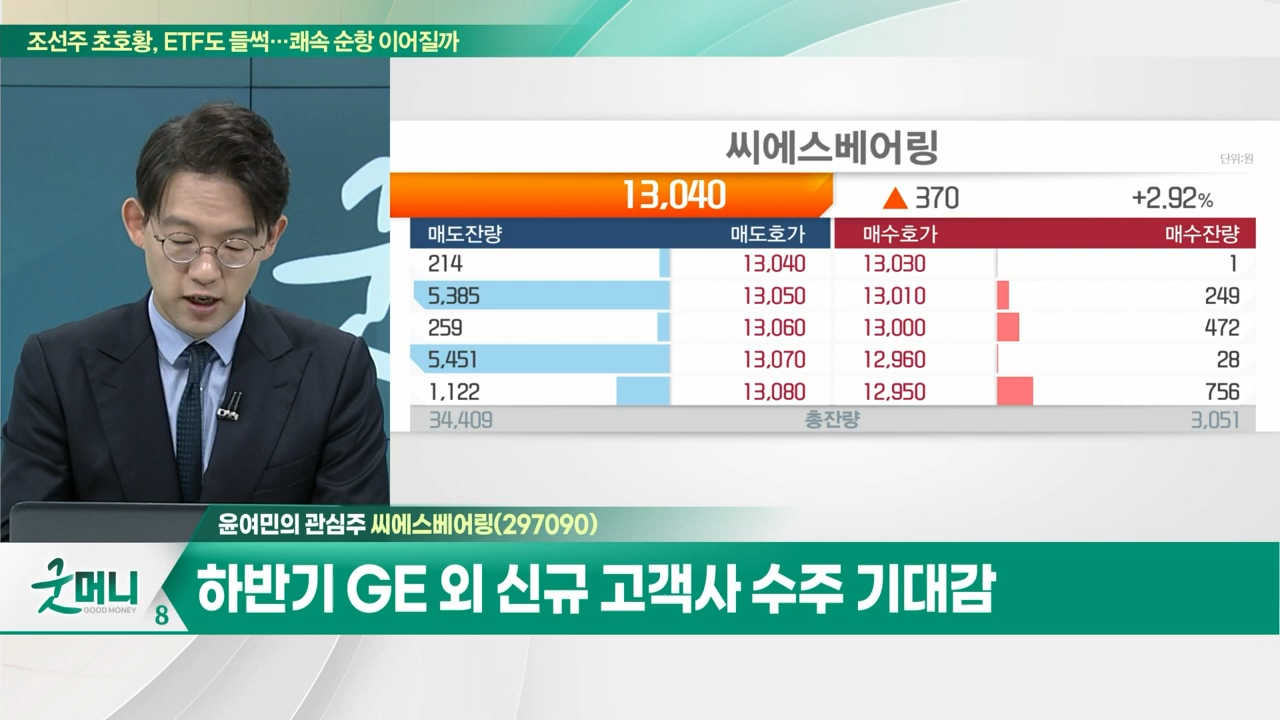 조선주 초호황, ETF도 들썩…쾌속 순항 이어질까
씨에스베어링
단위:원
13,040 ▲ 370 +2.92%
매도잔량 매도호가 매수호가 매수잔량
214 13,040 13,030 1
5,385 13,050 13,010 249
259 13,060 13,000 472
5,451 13,070 12,960 28
1,122 13,080 12,950 756
34,409 총잔량 3,051
윤여민의 관심주 씨에스베어링(297090)
굿머니
GOOD MONEY
8
하반기 GE 외 신규 고객사 수주 기대감